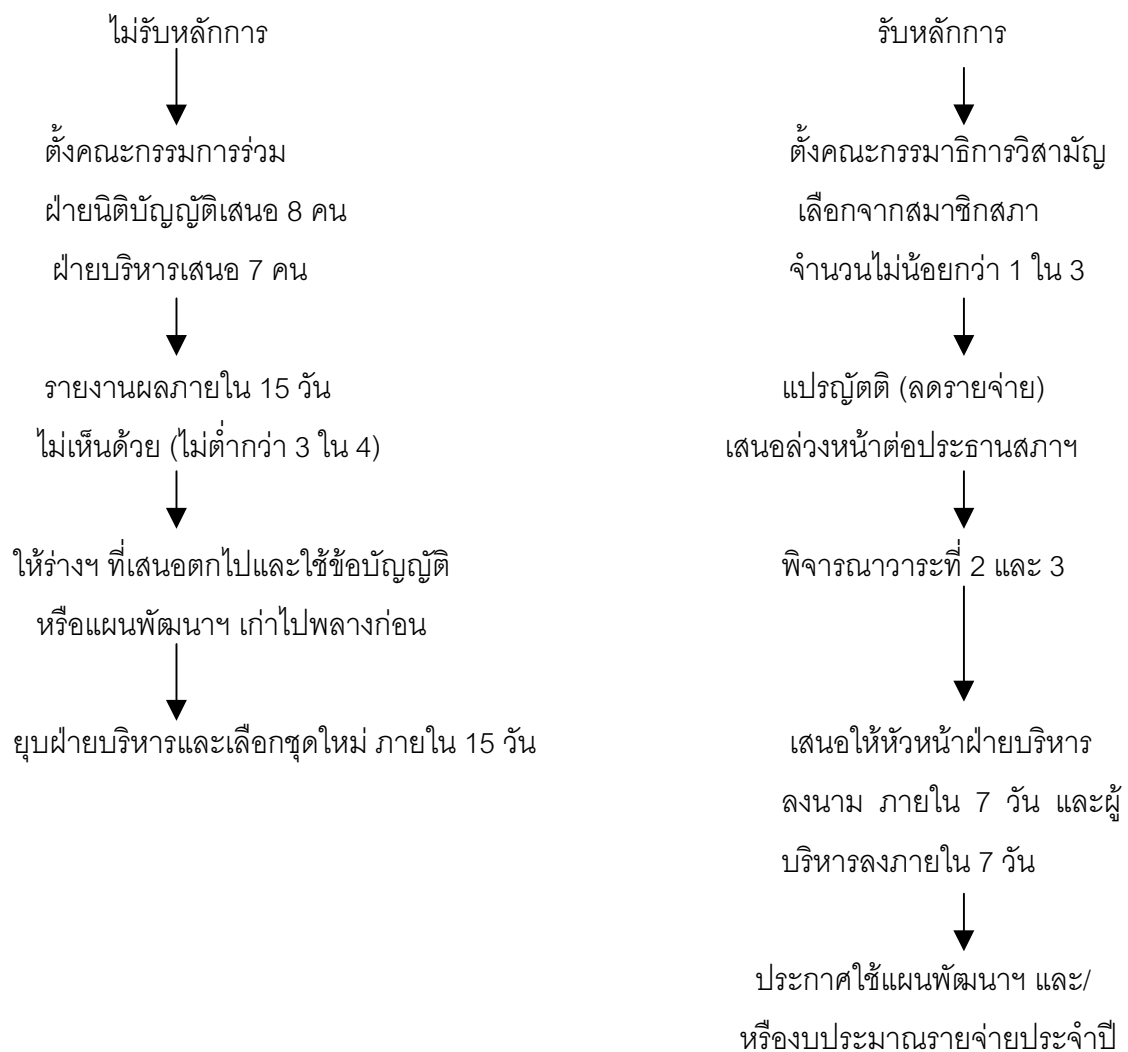 ไม่รับหลักการ
ตั้งคณะกรรมการร่วม
ฝ่ายนิติบัญญัติเสนอ 8 คน
ฝ่ายบริหารเสนอ 7 คน
รายงานผลภายใน 15 วัน
ไม่เห็นด้วย (ไม่ต่ำกว่า 3 ใน 4)
ให้ร่างฯ ที่เสนอตกไปและใช้ข้อบัญญัติ
หรือแผนพัฒนาฯ เก่าไปพลางก่อน
ยุบฝ่ายบริหารและเลือกชุดใหม่ ภายใน 15 วัน
รับหลักการ
ตั้งคณะกรรมาธิการวิสามัญ
เลือกจากสมาชิกสภา
จำนวนไม่น้อยกว่า 1 ใน 3
แปรญัตติ (ลดรายจ่าย)
เสนอล่วงหน้าต่อประธานสภาฯ
พิจารณาวาระที่ 2 และ 3
เสนอให้หัวหน้าฝ่ายบริหาร
ลงนาม ภายใน 7 วัน และผู้
บริหารลงภายใน 7 วัน
ประกาศใช้แผนพัฒนาฯ และ/
หรืองบประมาณรายจ่ายประจำปี